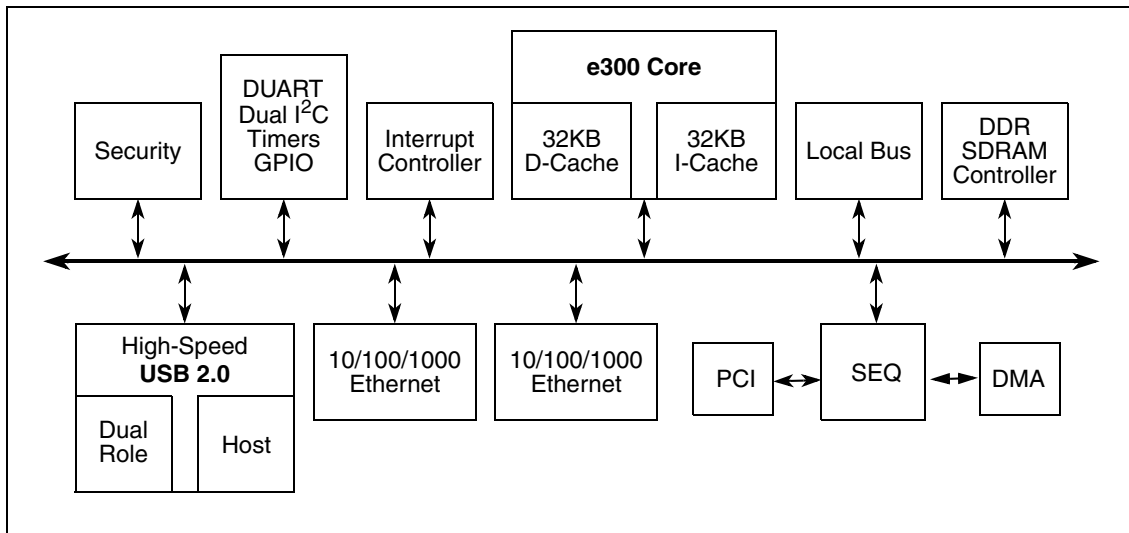 Security
DUART
Dual I²C
Timers
GPIO
Interrupt
Controller
e300 Core
32KB
D-Cache
32KB
I-Cache
Local Bus
DDR
SDRAM
Controller
High-Speed
USB 2.0
Dual
Role
Host
10/100/1000
Ethernet
10/100/1000
Ethernet
PCI
SEQ
DMA